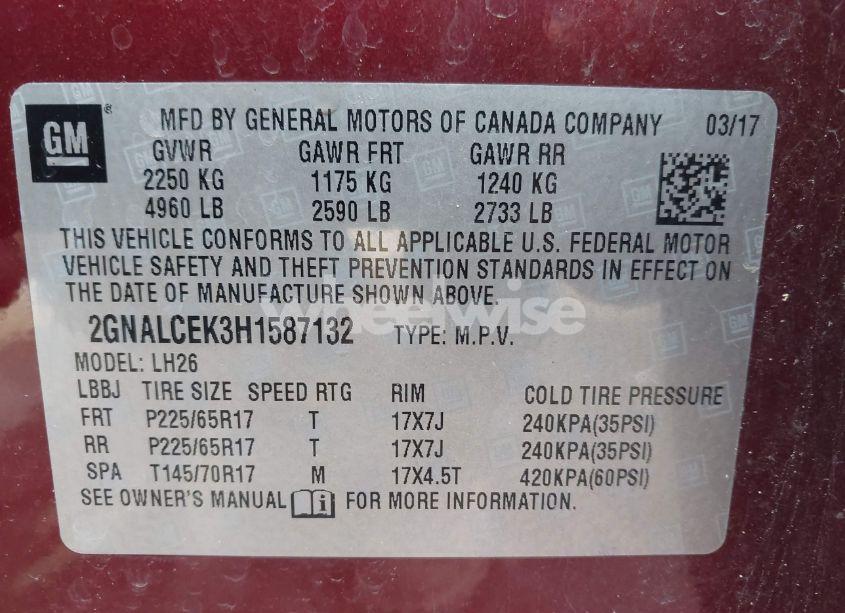 GM ® MFD BY GENERAL MOTORS OF CANADA COMPANY 03/17
GVWR GAWR FRT GAWR RR
2250 KG 1175 KG 1240 KG
4960 LB 2590 LB 2733 LB
THIS VEHICLE CONFORMS TO ALL APPLICABLE U.S. FEDERAL MOTOR
VEHICLE SAFETY AND THEFT PREVENTION STANDARDS IN EFFECT ON
THE DATE OF MANUFACTURE SHOWN ABOVE.
wheelwise
2GNALCEK3H1587132 TYPE: M.P.V.
MODEL: LH26
LBBJ TIRE SIZE SPEED RTG RIM COLD TIRE PRESSURE
FRT P225/65R17 T 17X7J 240KPA(35PSI)
RR P225/65R17 T 17X7J 240KPA(35PSI)
SPA T145/70R17 M 17X4.5T 420KPA(60PSI)
SEE OWNER'S MANUAL FOR MORE INFORMATION.